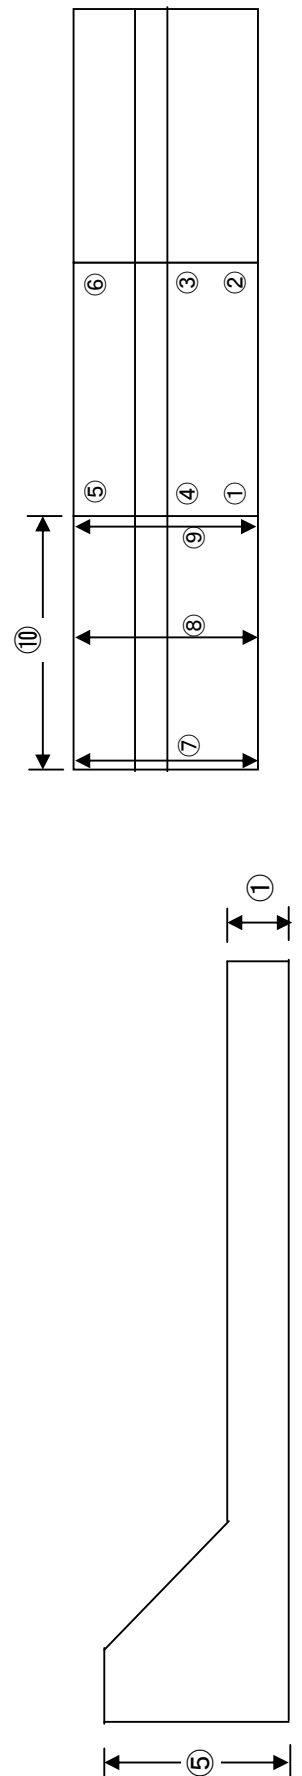 ⑥ ③ ②
⑤ ④ ①
⑨
⑩ ⑧
⑦
①
⑤